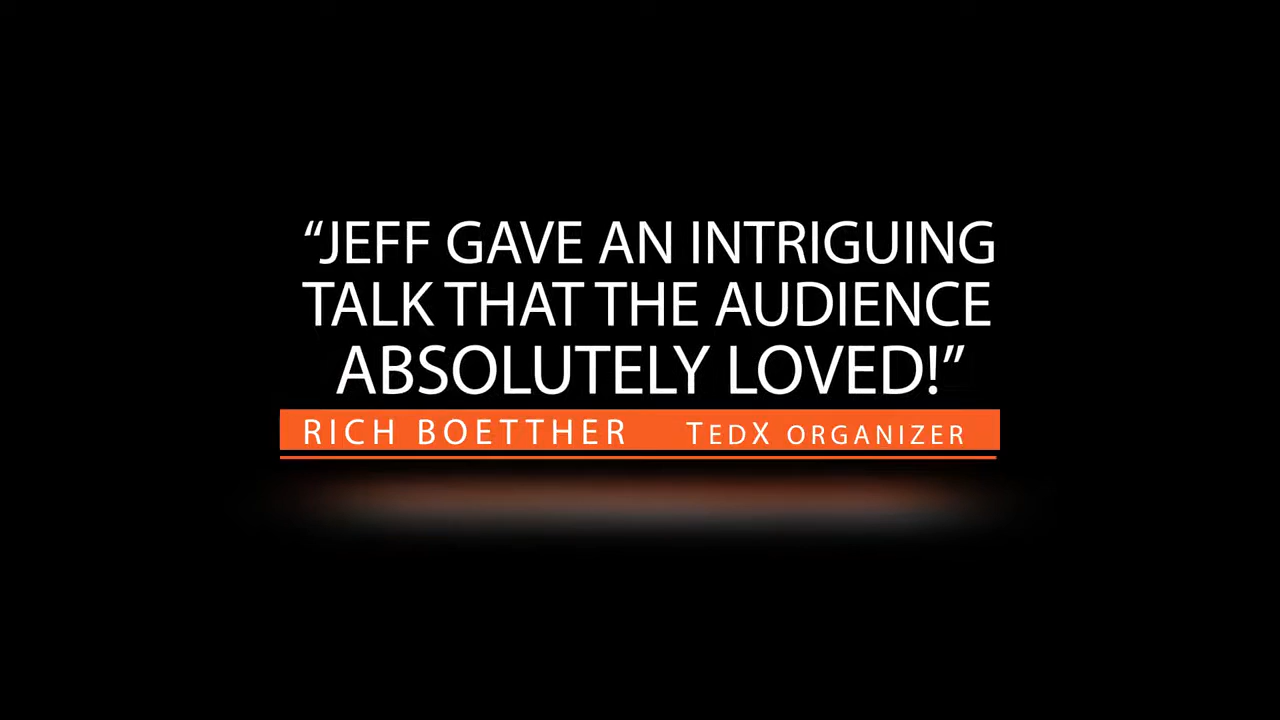 “JEFF GAVE AN INTRIGUING
TALK THAT THE AUDIENCE
ABSOLUTELY LOVED!”
RICH BOETTHER TEDX ORGANIZER